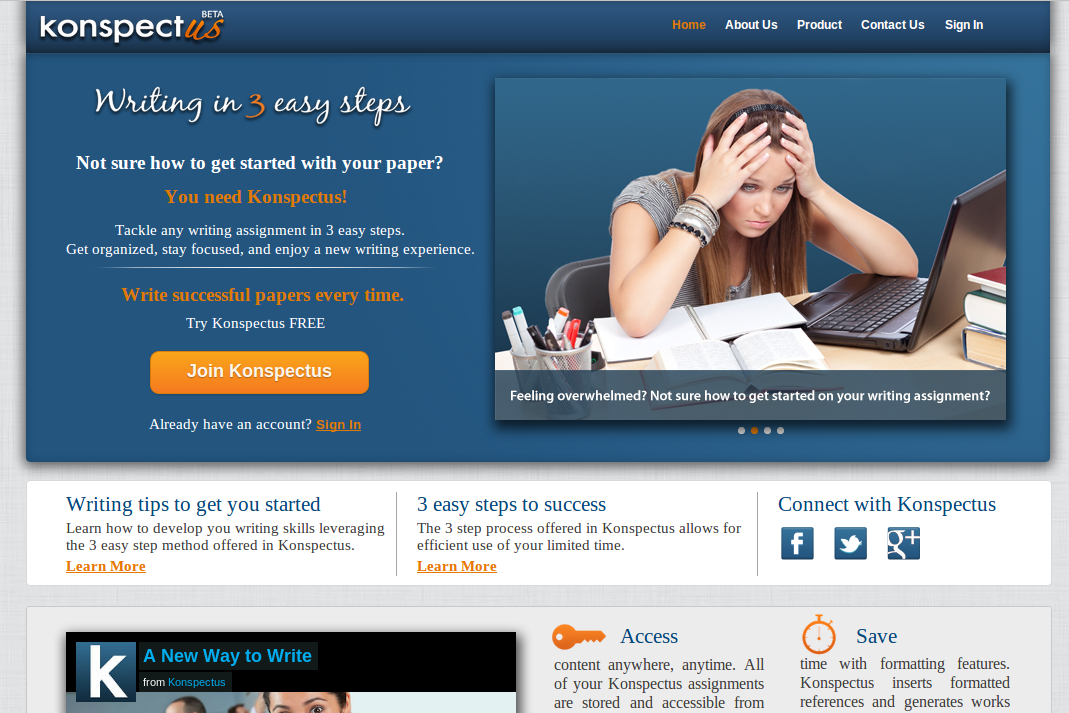 konspectus BETA
Home About Us Product Contact Us Sign In
Writing in 3 easy steps
Not sure how to get started with your paper?
You need Konspectus!
Tackle any writing assignment in 3 easy steps.
Get organized, stay focused, and enjoy a new writing experience.
Write successful papers every time.
Try Konspectus FREE
Join Konspectus
Already have an account? Sign In
Feeling overwhelmed? Not sure how to get started on your writing assignment?
Writing tips to get you started
Learn how to develop you writing skills leveraging
the 3 easy step method offered in Konspectus.
Learn More
3 easy steps to success
The 3 step process offered in Konspectus allows for
efficient use of your limited time.
Learn More
Connect with Konspectus
f
g+
K
A New Way to Write
from Konspectus
Access
content anywhere, anytime. All
of your Konspectus assignments
are stored and accessible from
Save
time with formatting features.
Konspectus inserts formatted
references and generates works